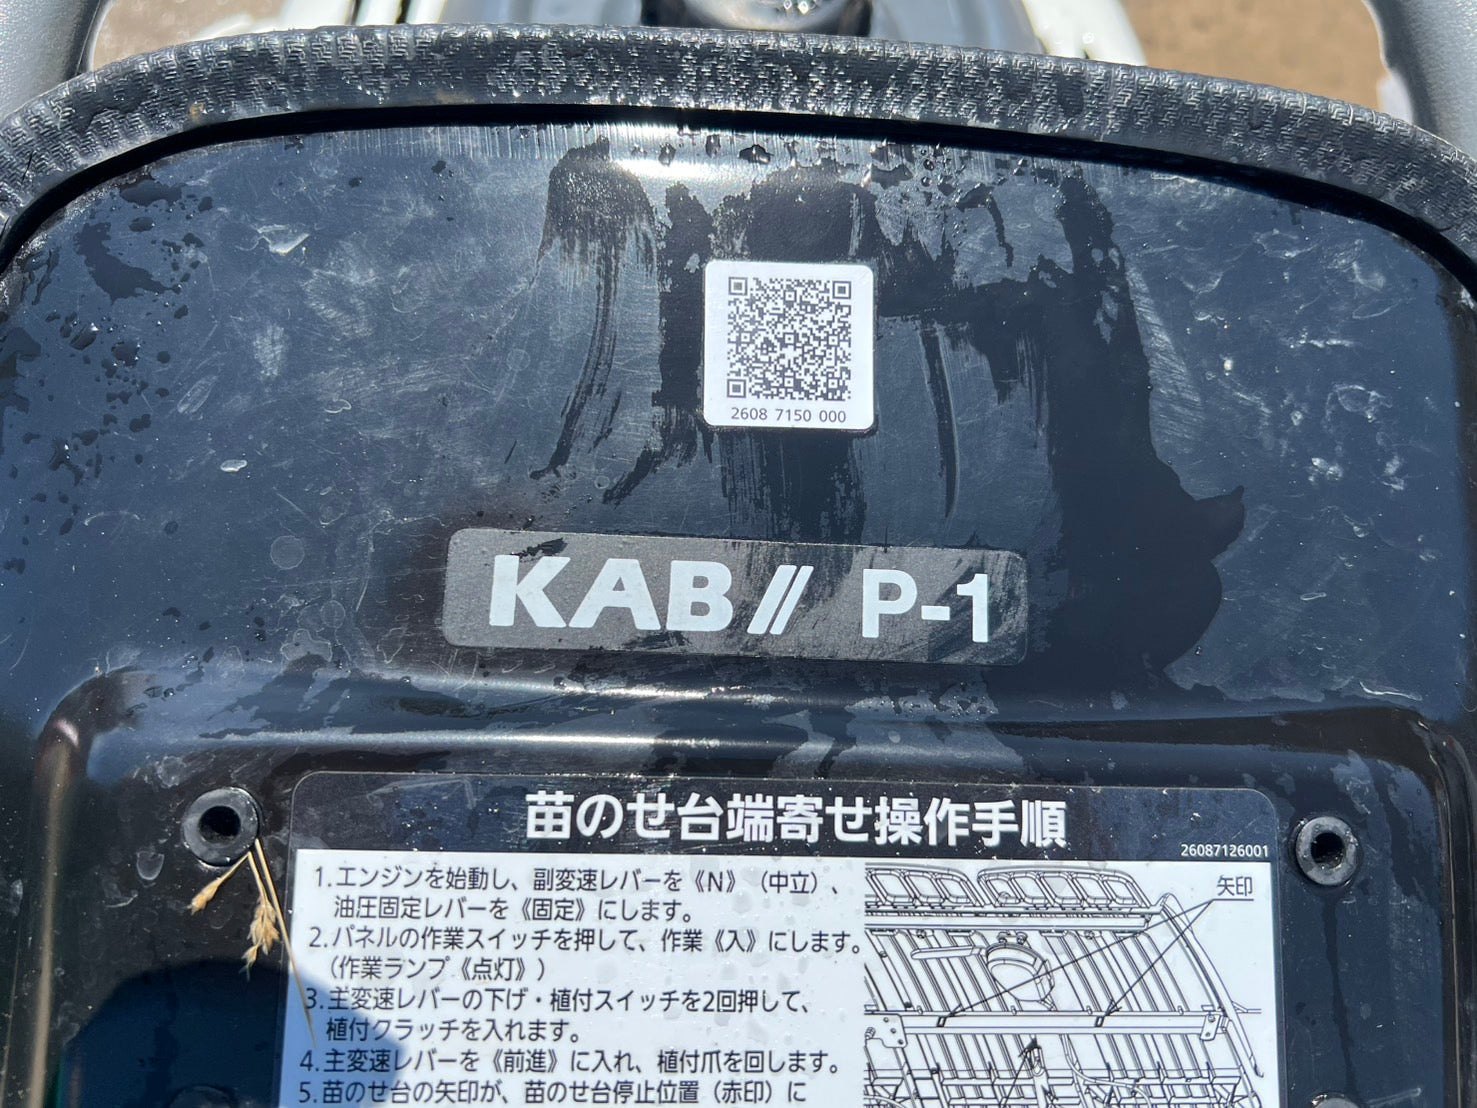 2608 7150 000
KAB// P-1
苗のせ台端寄せ操作手順
26087126001
1.エンジンを始動し、副変速レバーを《N》（中立）、
油圧固定レバーを《固定》にします。
2.パネルの作業スイッチを押して、作業《入》にします。
（作業ランプ《点灯》）
3.主変速レバーの下げ・植付スイッチを2回押して、
植付クラッチを入れます。
4.主変速レバーを《前進》に入れ、植付爪を回します。
5.苗のせ台の矢印が、苗のせ台停止位置（赤印）に
矢印